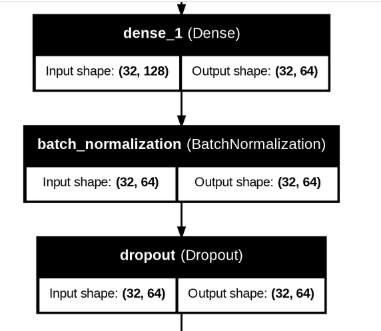 dense_1 (Dense)
Input shape: (32, 128) Output shape: (32, 64)
batch_normalization (BatchNormalization)
Input shape: (32, 64) Output shape: (32, 64)
dropout (Dropout)
Input shape: (32, 64) Output shape: (32, 64)